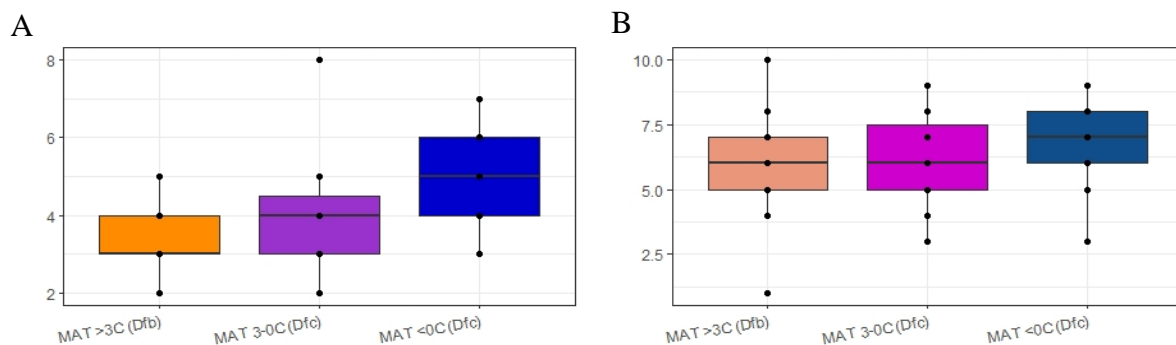 A
8
6
4
2
MAT >3C (Dfb)
MAT 3-0C (Dfc)
MAT <0C (Dfc)
B
10.0
7.5
5.0
2.5
MAT >3C (Dfb)
MAT 3-0C (Dfc)
MAT <0C (Dfc)